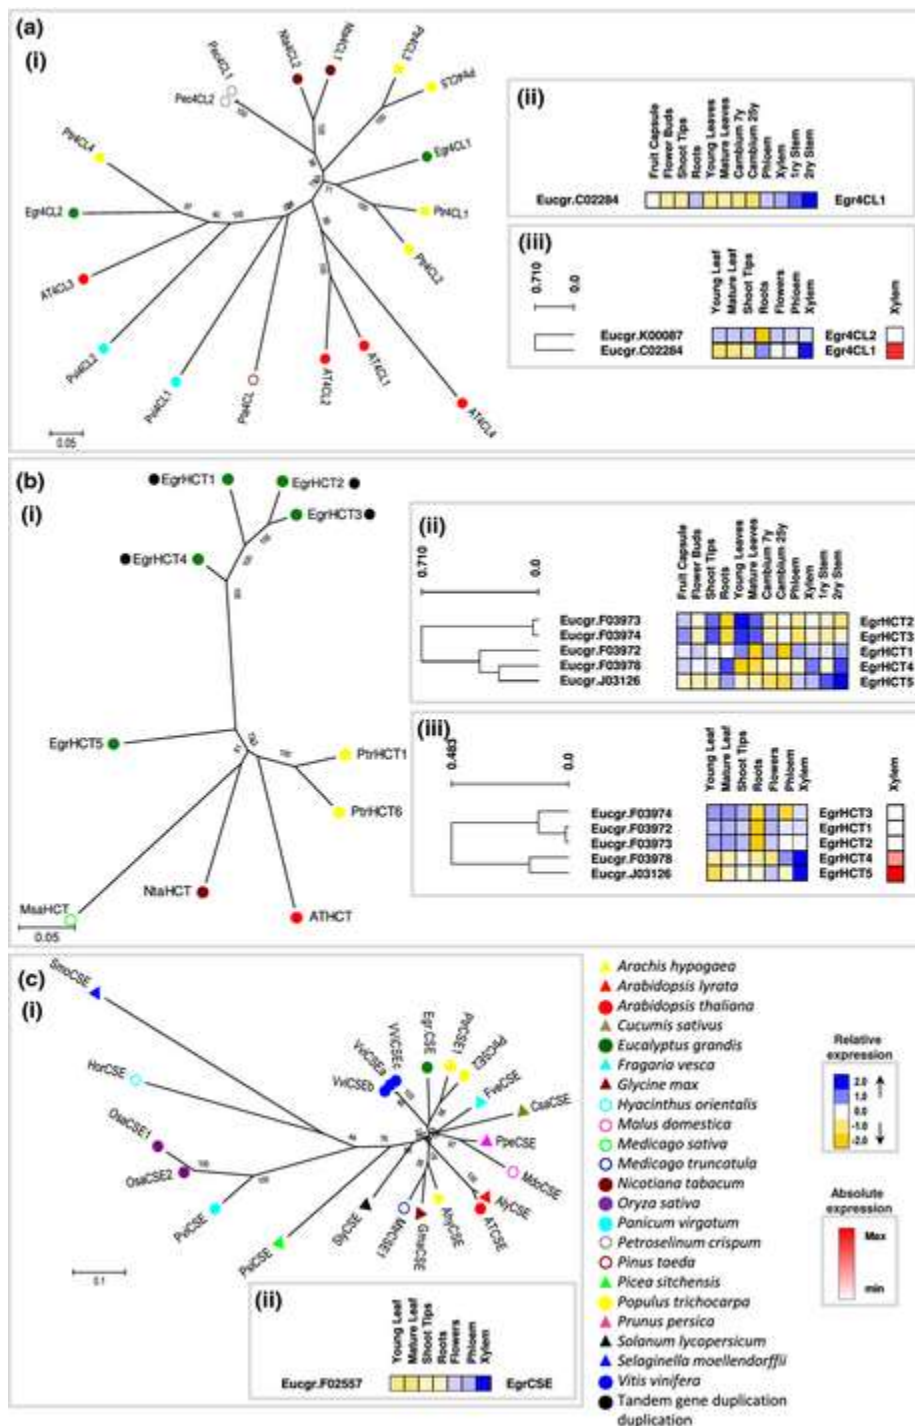 (a)
(i)
Pec4CL1
Pec4CL2
Nta4CL2
Nta4CL1
Ptr4CL3
Ptr4CL5
Ptr4CL4
Egr4CL1
Egr4CL2
Ptr4CL1
Ptr4CL2
AT4CL3
Pvi4CL2
Pvi4CL1
Pta4CL
AT4CL2
AT4CL1
AT4CL4
0.05
(ii)
Fruit Capsule
Flower Buds
Shoot Tips
Roots
Young Leaves
Mature Leaves
Cambium 7y
Cambium 25y
Phloem
Xylem
1ry Stem
2ry Stem
Eucgr.C02284 Egr4CL1
(iii)
0.710 0.0
Young Leaf
Mature Leaf
Shoot Tips
Roots
Flowers
Phloem
Xylem
Xylem
Eucgr.K00087 Egr4CL2
Eucgr.C02284 Egr4CL1
(b)
(i)
EgrHCT1
EgrHCT2
EgrHCT3
EgrHCT4
EgrHCT5
PtrHCT1
PtrHCT6
NtaHCT
MsaHCT
ATHCT
0.05
(ii)
0.710 0.0
Fruit Capsule
Flower Buds
Shoot Tips
Roots
Young Leaves
Mature Leaves
Cambium 7y
Cambium 25y
Phloem
Xylem
1ry Stem
2ry Stem
Eucgr.F03973 EgrHCT2
Eucgr.F03974 EgrHCT3
Eucgr.F03972 EgrHCT1
Eucgr.F03978 EgrHCT4
Eucgr.J03126 EgrHCT5
(iii)
0.483 0.0
Young Leaf
Mature Leaf
Shoot Tips
Roots
Flowers
Phloem
Xylem
Xylem
Eucgr.F03974 EgrHCT3
Eucgr.F03972 EgrHCT1
Eucgr.F03973 EgrHCT2
Eucgr.F03978 EgrHCT4
Eucgr.J03126 EgrHCT5
(c)
(i)
SmoCSE
HorCSE
OsaCSE1
OsaCSE2
PviCSE
PsiCSE
VviCSEb
VviCSEa
VVICSEc
Egr.CSE
PtrCSE1
PtrCSE2
FveCSE
CsaCSE
PpeCSE
MdoCSE
AlyCSE
ATCSE
AhyCSE
GmaCSE
MtrCSE1
SlyCSE
0.1
(ii)
Young Leaf
Mature Leaf
Shoot Tips
Roots
Flowers
Phloem
Xylem
Eucgr.F02557 EgrCSE
Arachis hypogaea
Arabidopsis lyrata
Arabidopsis thaliana
Cucumis sativus
Eucalyptus grandis
Fragaria vesca
Glycine max
Hyacinthus orientalis
Malus domestica
Medicago sativa
Medicago truncatula
Nicotiana tabacum
Oryza sativa
Panicum virgatum
Petroselinum crispum
Pinus taeda
Picea sitchensis
Populus trichocarpa
Prunus persica
Solanum lycopersicum
Selaginella moellendorffii
Vitis vinifera
Tandem gene duplication
duplication
Relative
expression
2.0
1.0
0.0
-1.0
-2.0
Absolute
expression
Max
min